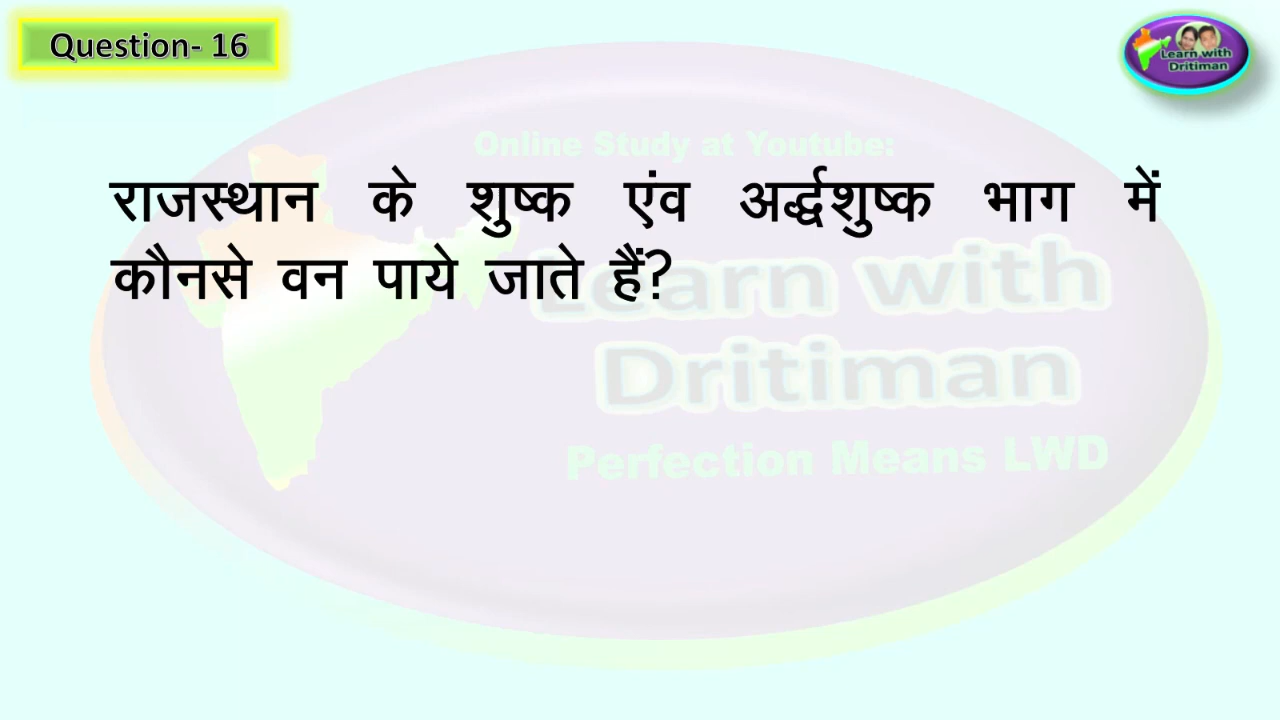 Question- 16
Learn with
Dritiman
Online Study at Youtube:
राजस्थान के शुष्क एंव अर्द्धशुष्क भाग में
कौनसे वन पाये जाते हैं?
Learn with
Dritiman
Perfection Means LWD